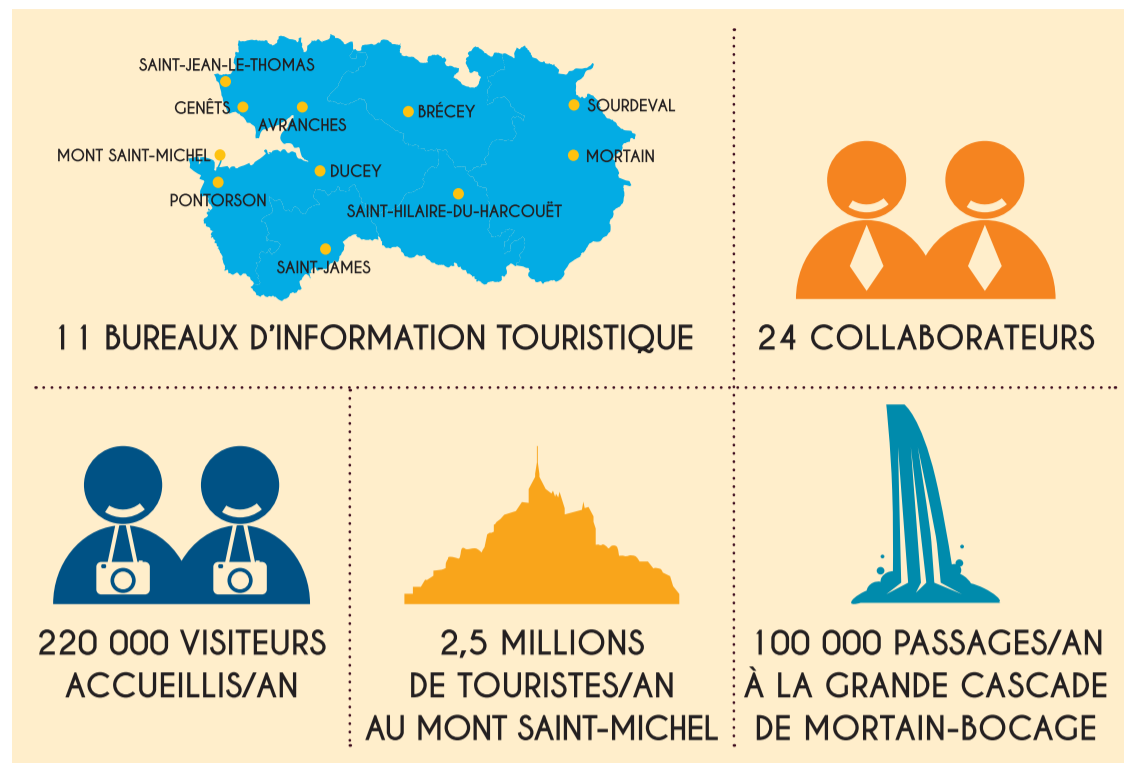 SAINT-JEAN-LE-THOMAS
GENÊTS
AVRANCHES
BRÉCEY
SOURDEVAL
MONT SAINT-MICHEL
MORTAIN
DUCEY
PONTORSON
SAINT-HILAIRE-DU-HARCOUËT
SAINT-JAMES
11 BUREAUX D'INFORMATION TOURISTIQUE
24 COLLABORATEURS
220 000 VISITEURS
ACCUEILLIS/AN
2,5 MILLIONS
DE TOURISTES/AN
AU MONT SAINT-MICHEL
100 000 PASSAGES/AN
À LA GRANDE CASCADE
DE MORTAIN-BOCAGE